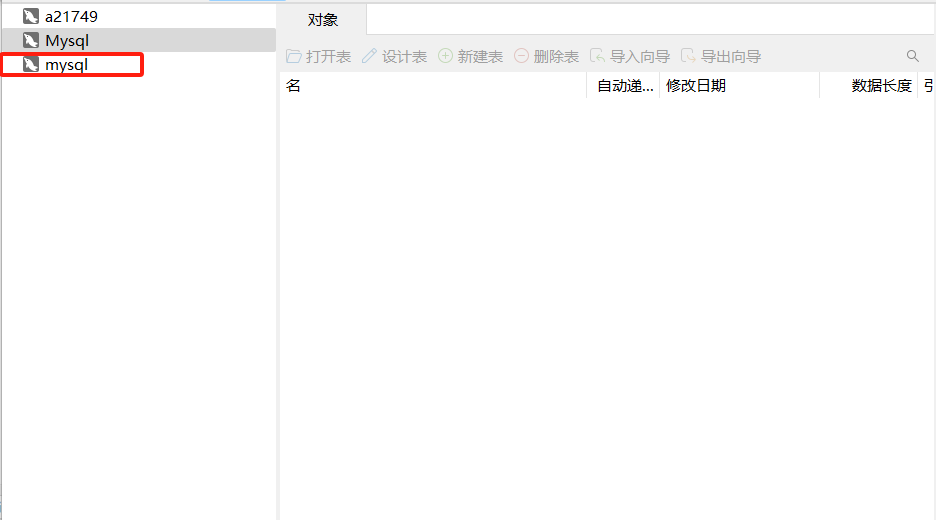 a21749
Mysql
mysql
对象
打开表 设计表 新建表 删除表 导入向导 导出向导
名 自动递... 修改日期 数据长度 引